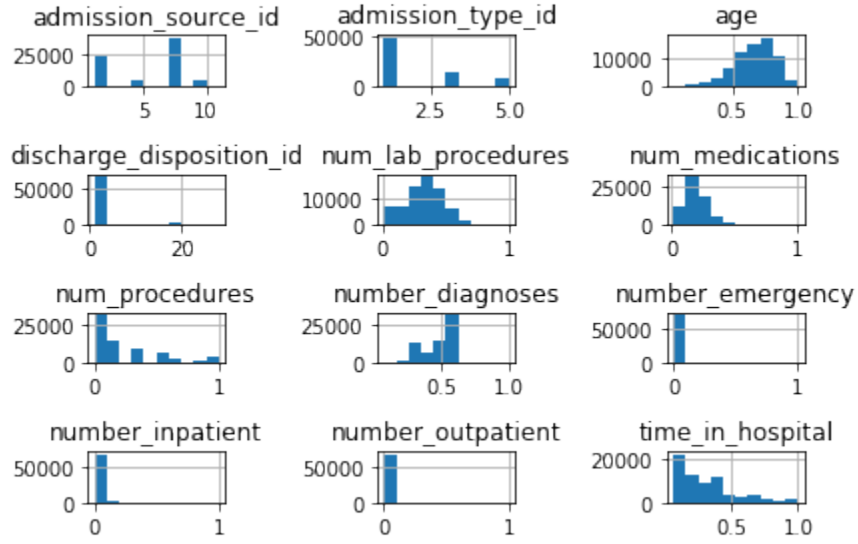 admission_source_id admission_type_id age
25000 50000 10000
0 0 0
5 10 2.5 5.0 0.5 1.0
discharge_disposition_id num_lab_procedures num_medications
50000 10000 25000
0 0 0
0 20 0 1 0 1
num_procedures number_diagnoses number_emergency
25000 25000 50000
0 0 0
0 1 0.5 1.0 0 1
number_inpatient number_outpatient time_in_hospital
50000 50000 20000
0 0 0
0 1 0 1 0.5 1.0